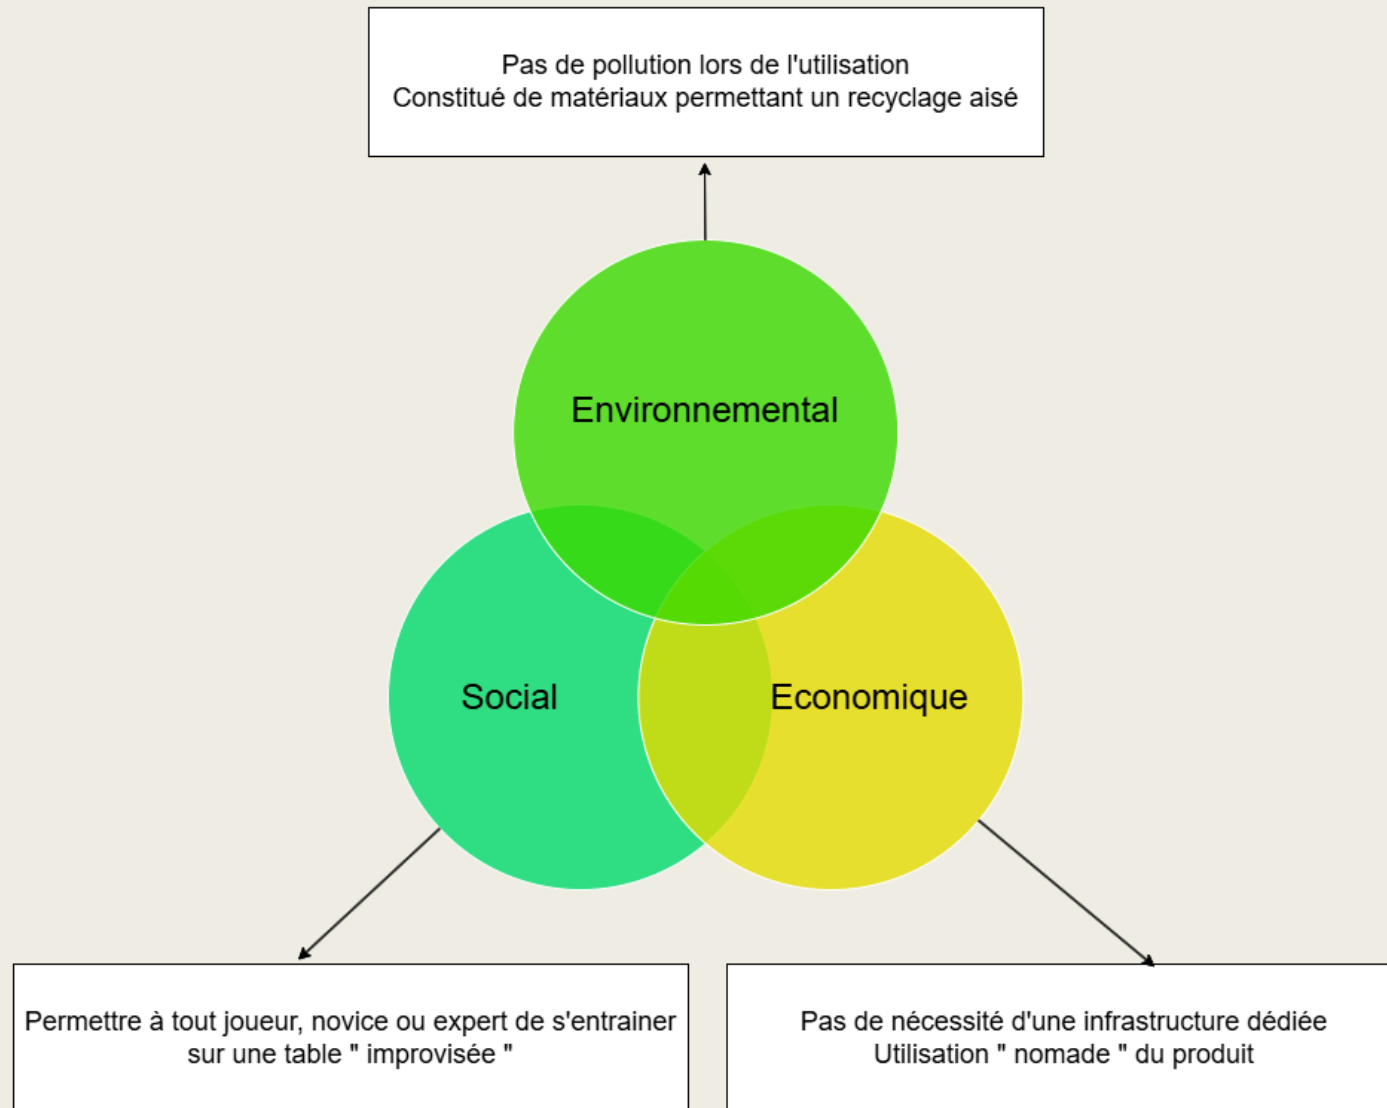 Pas de pollution lors de l'utilisation
Constitué de matériaux permettant un recyclage aisé
Environnemental
Social
Economique
Permettre à tout joueur, novice ou expert de s'entrainer
sur une table " improvisée "
Pas de nécessité d'une infrastructure dédiée
Utilisation " nomade " du produit